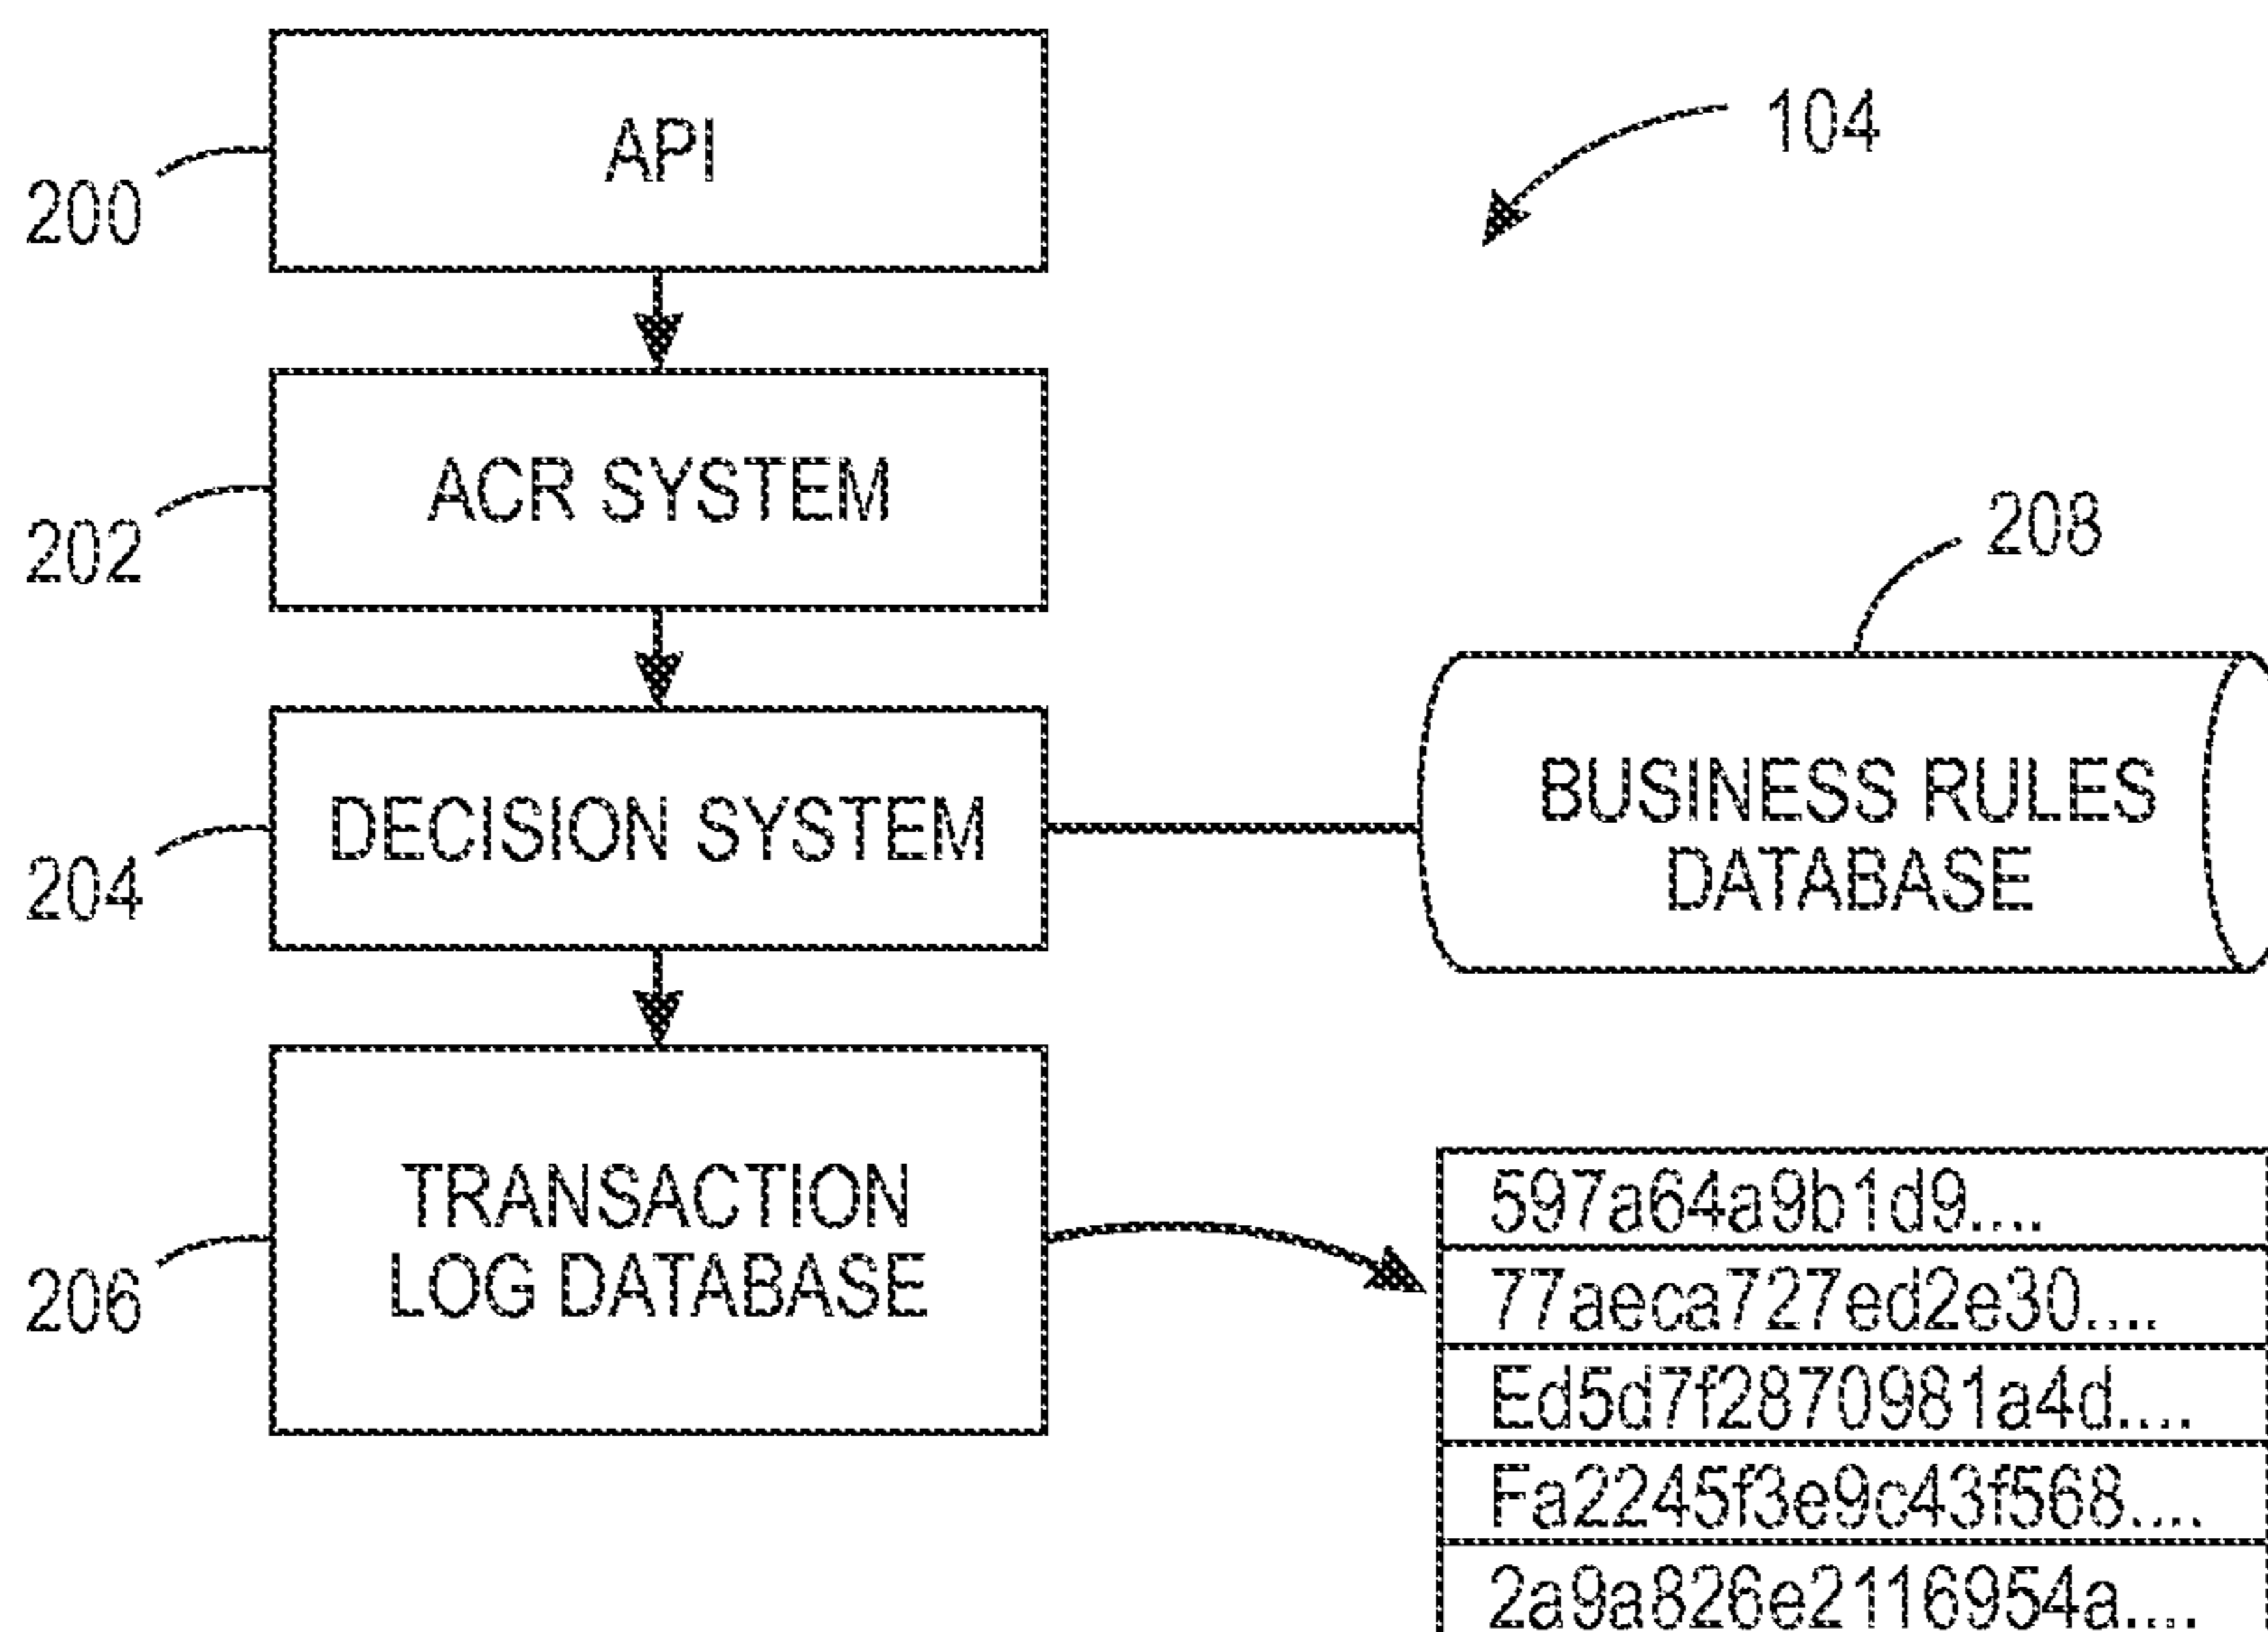 API
104
200
ACR SYSTEM
202
208
DECISION SYSTEM
204
BUSINESS RULES
DATABASE
TRANSACTION
LOG DATABASE
206
597a64a9b1d9....
77aeca727ed2e30....
Ed5d7f2870981a4d....
Fa2245f3e9c43f568....
2a9a826e2116954a....